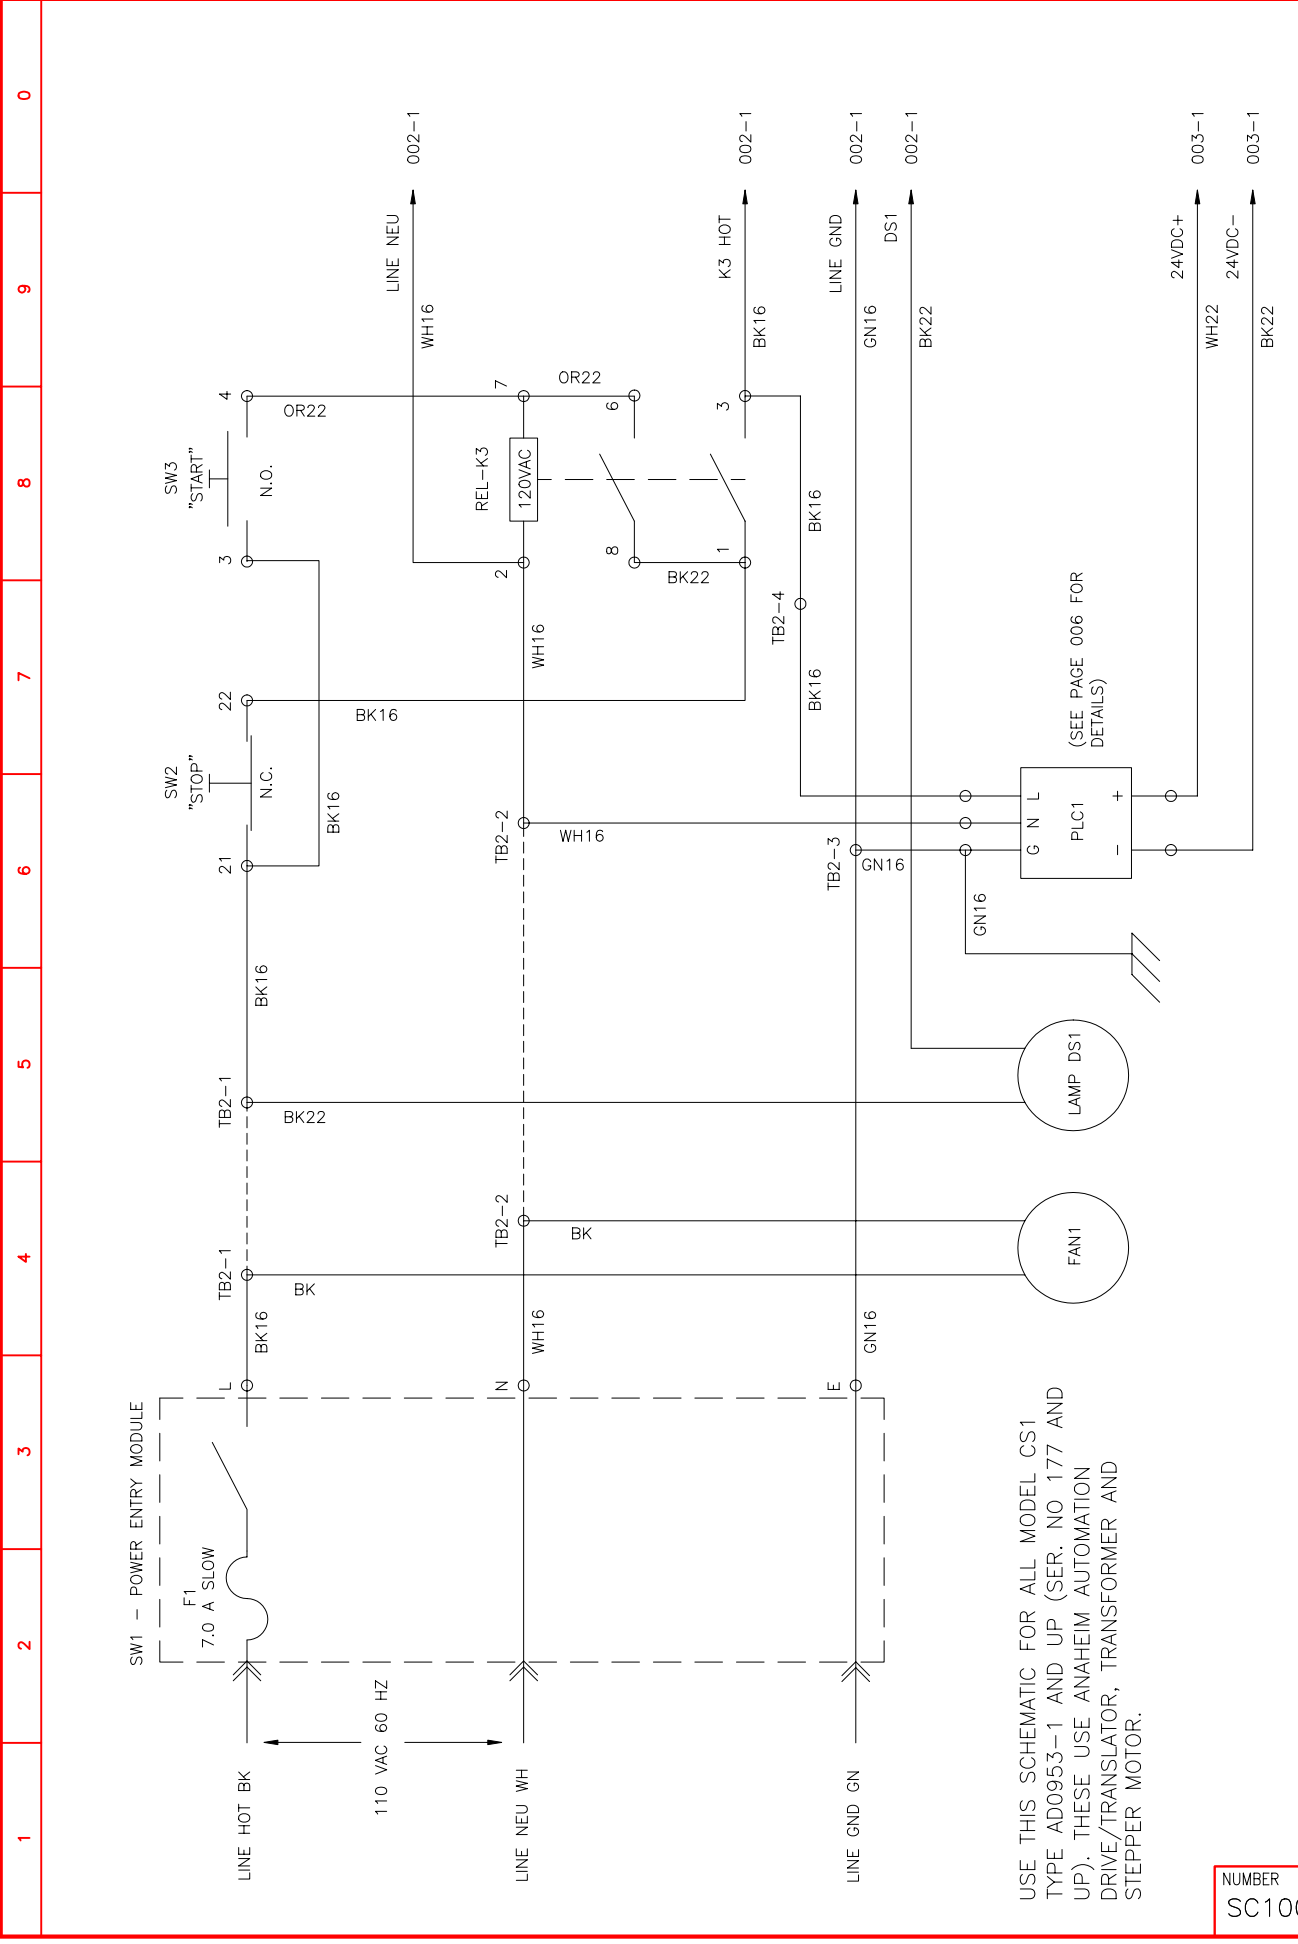 1
2
3
4
5
6
7
8
9
0
SW1 – POWER ENTRY MODULE
F1
7.0 A SLOW
LINE HOT BK
110 VAC 60 HZ
LINE NEU WH
LINE GND GN
L
N
E
BK16
WH16
GN16
TB2–1
BK
TB2–2
BK
TB2–1
BK22
BK16
21
SW2
"STOP"
N.C.
22
BK16
BK16
3
SW3
"START"
N.O.
4
OR22
TB2–2
WH16
WH16
2
REL–K3
120VAC
7
OR22
8
6
BK22
1
3
LINE NEU
WH16
002–1
K3 HOT
BK16
002–1
BK16
TB2–4
BK16
LINE GND
GN16
002–1
DS1
BK22
002–1
TB2–3
GN16
GN16
G N L
PLC1
– +
(SEE PAGE 006 FOR
DETAILS)
24VDC+
WH22
003–1
24VDC–
BK22
003–1
LAMP DS1
FAN1
USE THIS SCHEMATIC FOR ALL MODEL CS1
TYPE AD0953–1 AND UP (SER. NO 177 AND
UP). THESE USE ANAHEIM AUTOMATION
DRIVE/TRANSLATOR, TRANSFORMER AND
STEPPER MOTOR.
NUMBER